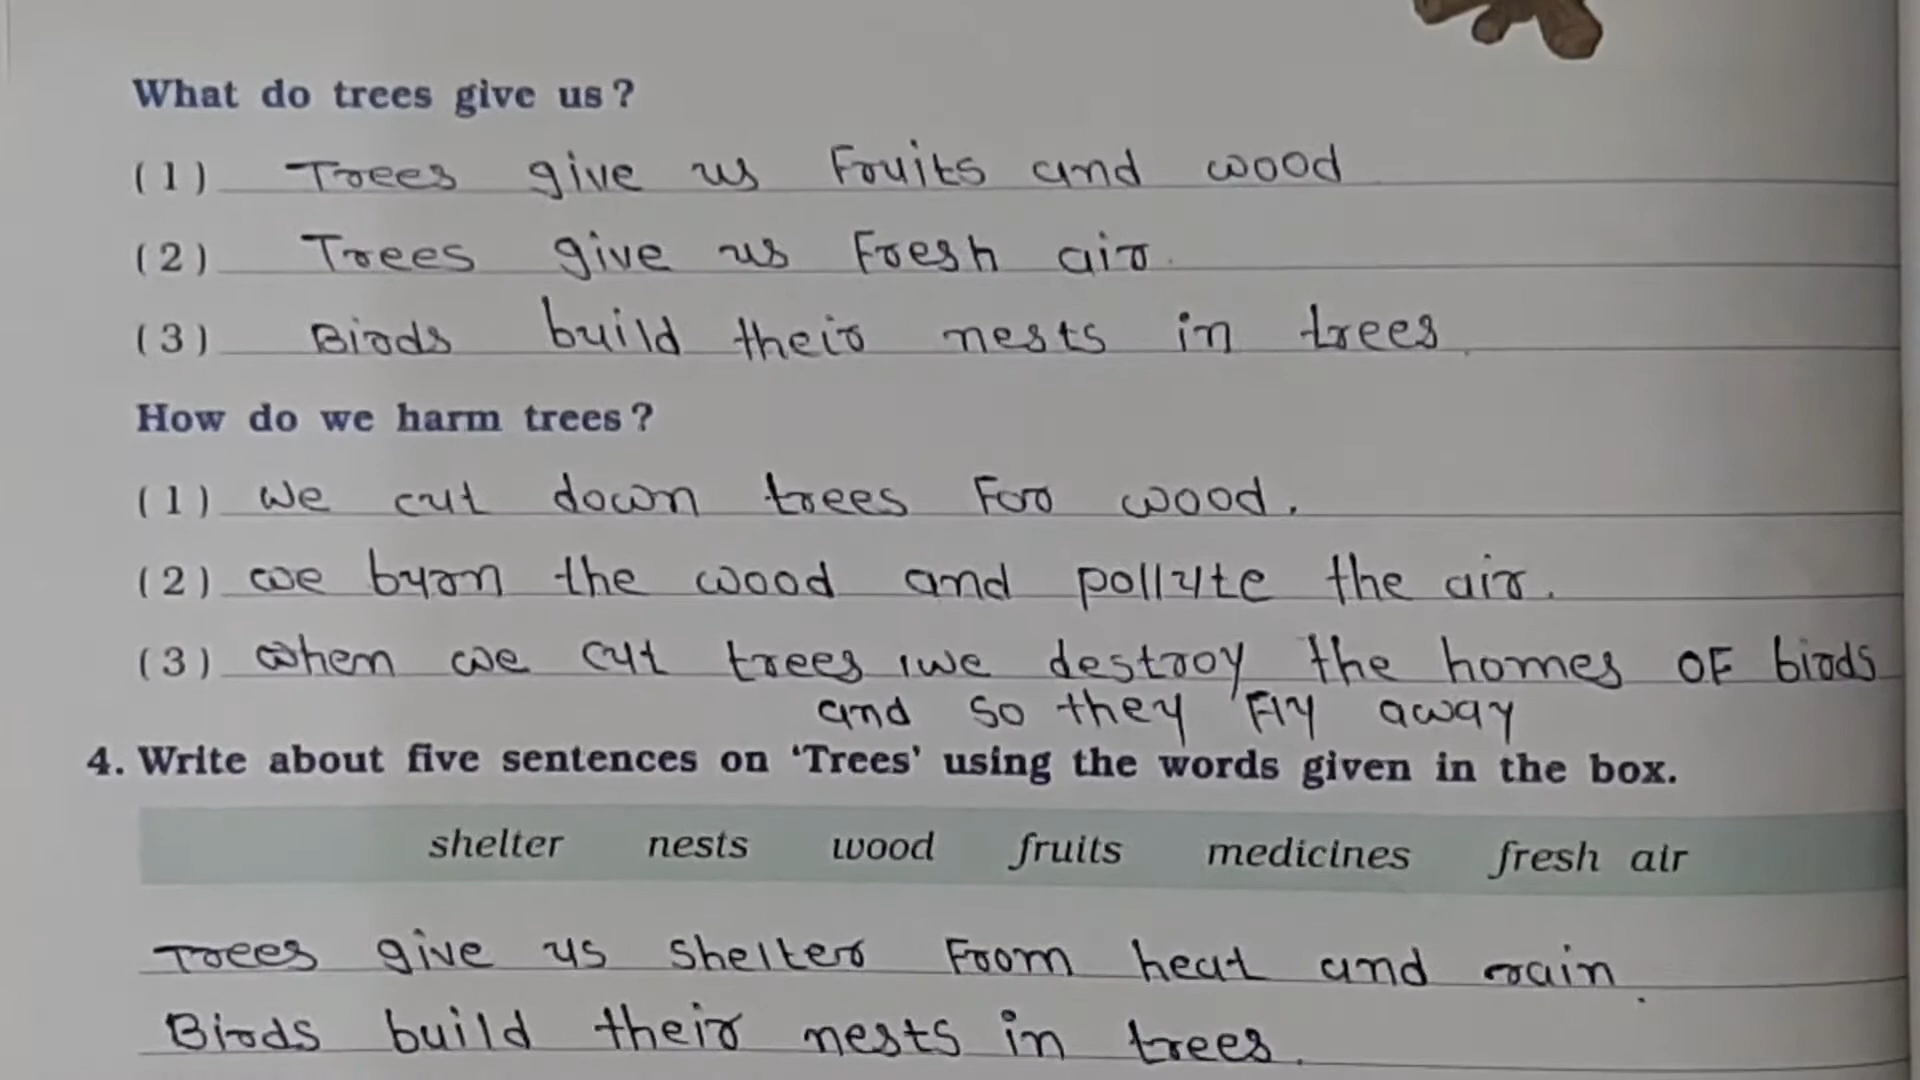 What do trees give us?
(1) Trees give us Fruits and wood
(2) Trees give us Fresh air.
(3) Birds build their nests in trees.
How do we harm trees?
(1) We cut down trees For wood.
(2) we burn the wood and pollute the air.
(3) when we cut trees, we destroy the homes OF birds
and so they Fly away
4. Write about five sentences on 'Trees' using the words given in the box.
shelter nests wood fruits medicines fresh air
Trees give us shelter From heat and rain.
Birds build their nests in trees.